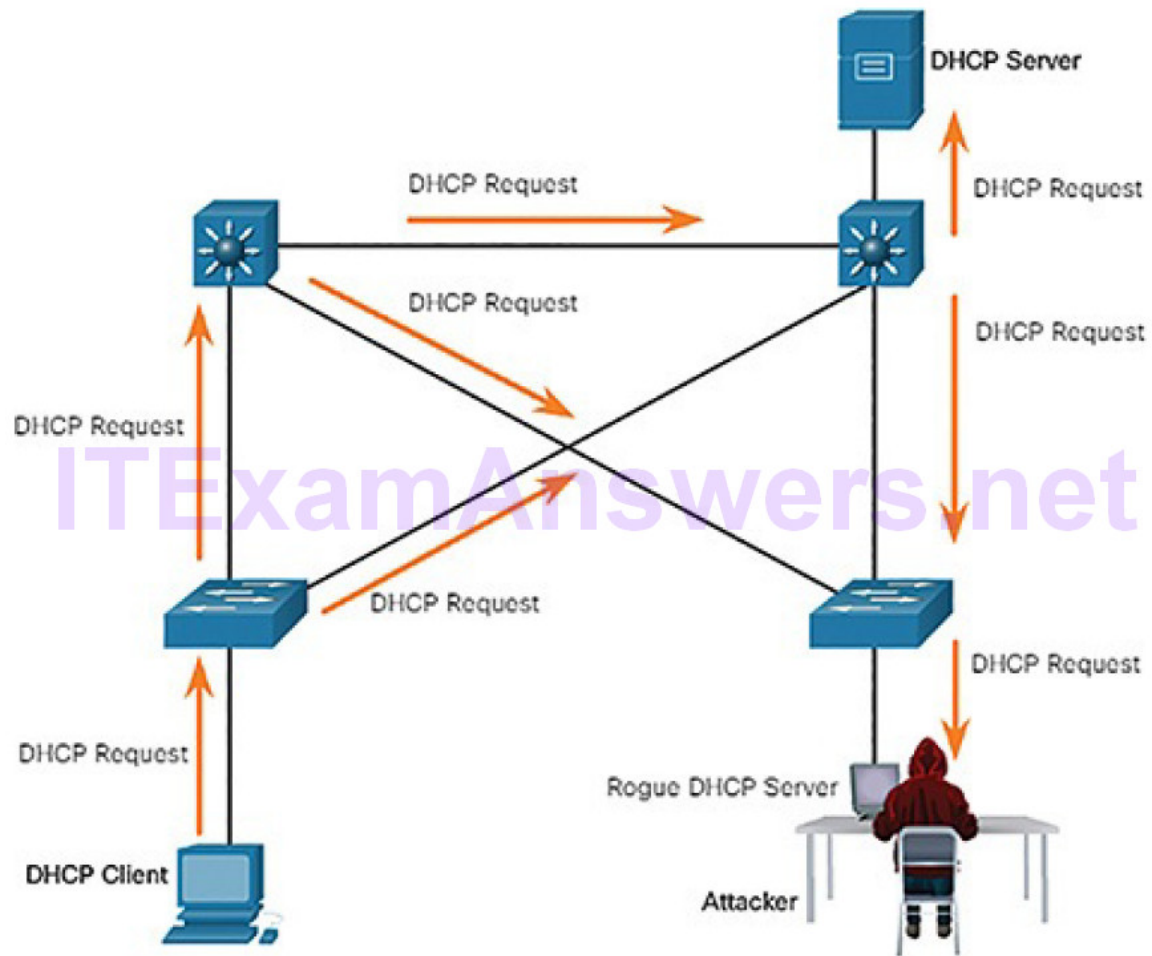 DHCP Server
DHCP Request
DHCP Request
DHCP Request
DHCP Request
DHCP Request
ITExamAnswers.net
DHCP Request
DHCP Request
DHCP Request
Rogue DHCP Server
DHCP Client
Attacker